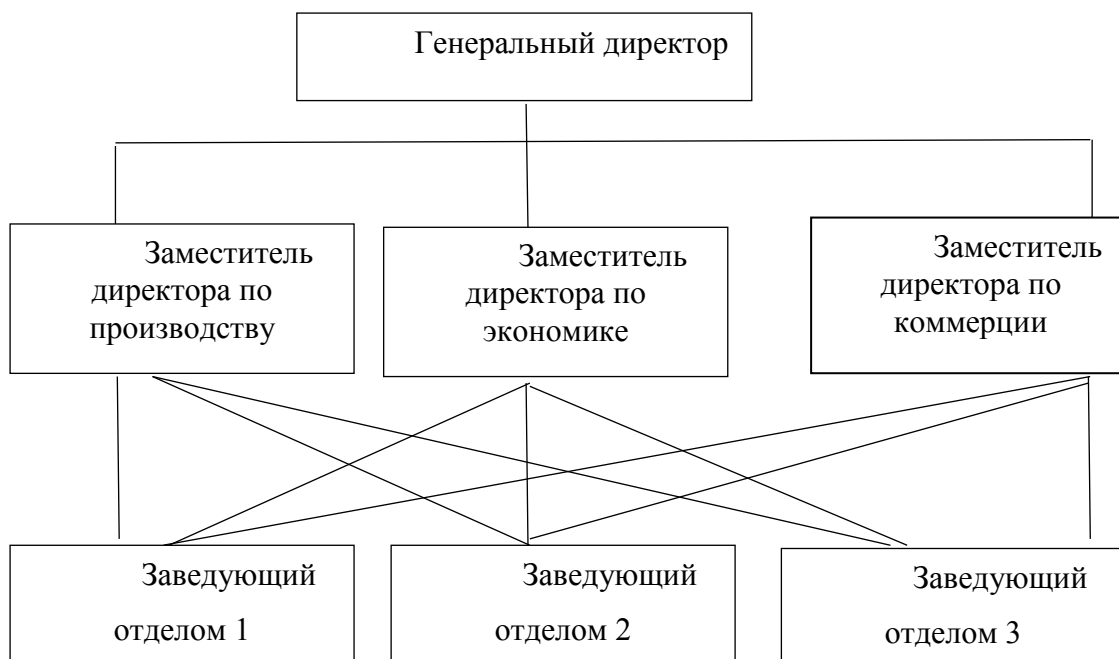 Генеральный директор
Заместитель
директора по
производству
Заместитель
директора по
экономике
Заместитель
директора по
коммерции
Заведующий
отделом 1
Заведующий
отделом 2
Заведующий
отделом 3